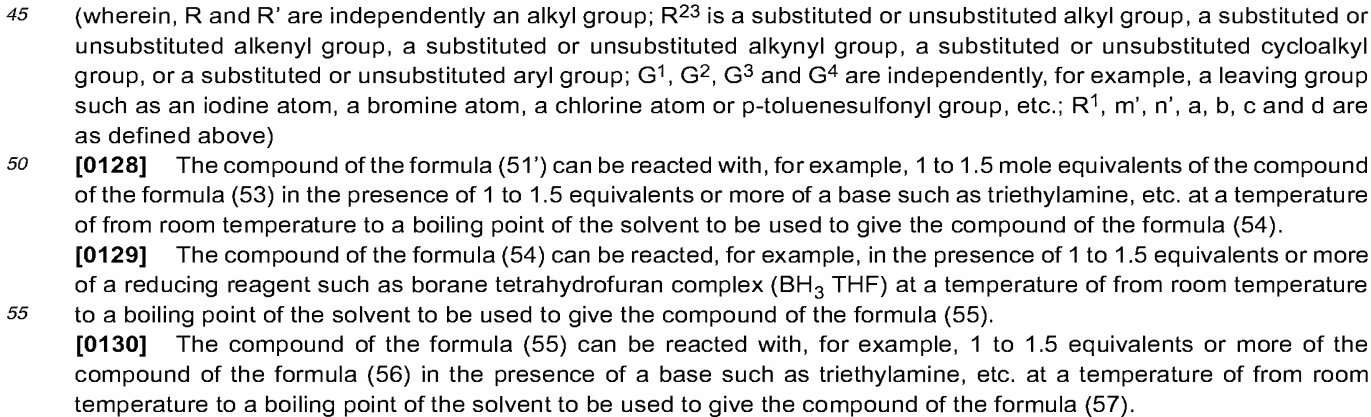 45 (wherein, R and R' are independently an alkyl group; R23 is a substituted or unsubstituted alkyl group, a substituted or
unsubstituted alkenyl group, a substituted or unsubstituted alkynyl group, a substituted or unsubstituted cycloalkyl
group, or a substituted or unsubstituted aryl group; G1, G2, G3 and G4 are independently, for example, a leaving group
such as an iodine atom, a bromine atom, a chlorine atom or p-toluenesulfonyl group, etc.; R1, m', n', a, b, c and d are
as defined above)
50 [0128] The compound of the formula (51') can be reacted with, for example, 1 to 1.5 mole equivalents of the compound
of the formula (53) in the presence of 1 to 1.5 equivalents or more of a base such as triethylamine, etc. at a temperature
of from room temperature to a boiling point of the solvent to be used to give the compound of the formula (54).
[0129] The compound of the formula (54) can be reacted, for example, in the presence of 1 to 1.5 equivalents or more
of a reducing reagent such as borane tetrahydrofuran complex (BH3 THF) at a temperature of from room temperature
55 to a boiling point of the solvent to be used to give the compound of the formula (55).
[0130] The compound of the formula (55) can be reacted with, for example, 1 to 1.5 equivalents or more of the
compound of the formula (56) in the presence of a base such as triethylamine, etc. at a temperature of from room
temperature to a boiling point of the solvent to be used to give the compound of the formula (57).